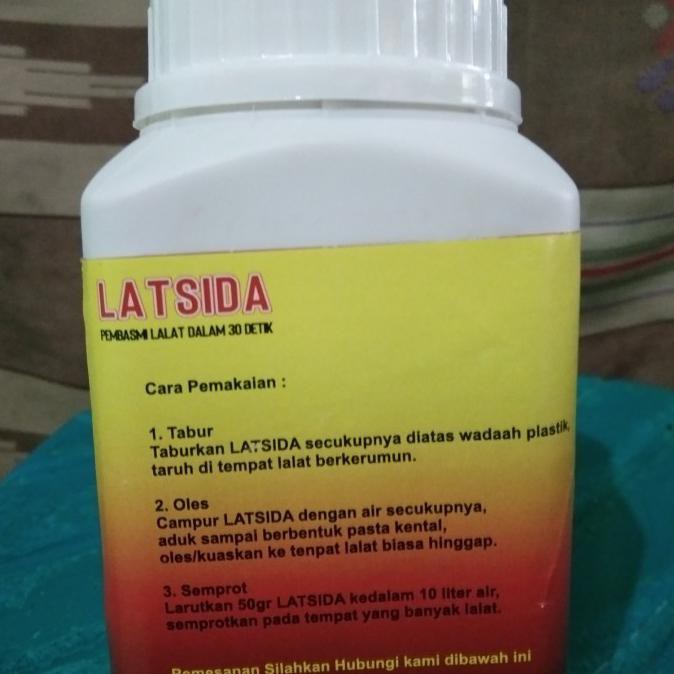 LATSIDA
PEMBASMI LALAT DALAM 30 DETIK
Cara Pemakaian :
1. Tabur
Taburkan LATSIDA secukupnya diatas wadaah plastik,
taruh di tempat lalat berkerumun.
2. Oles
Campur LATSIDA dengan air secukupnya,
aduk sampai berbentuk pasta kental,
oles/kuaskan ke tenpat lalat biasa hinggap.
3. Semprot
Larutkan 50gr LATSIDA kedalam 10 liter air,
semprotkan pada tempat yang banyak lalat.
Pemesanan Silahkan Hubungi kami dibawah ini